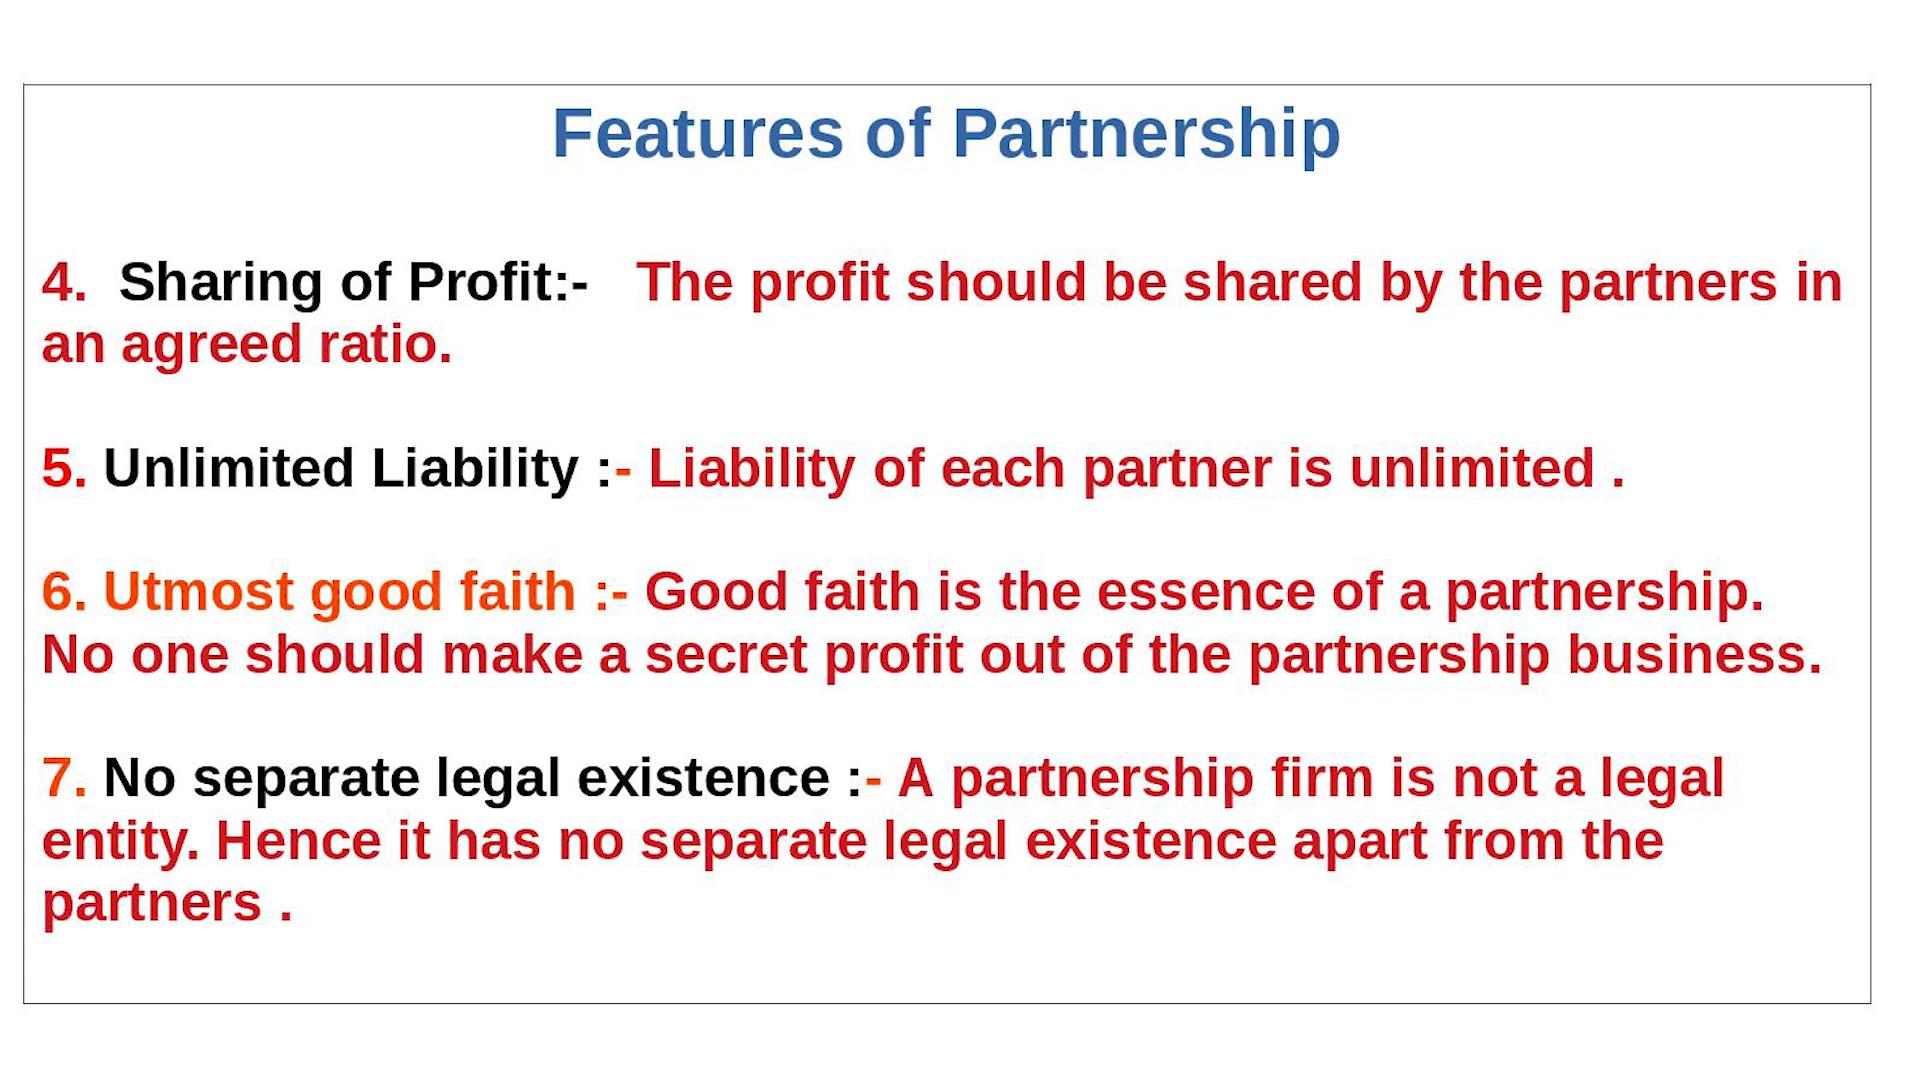 Features of Partnership
4. Sharing of Profit:- The profit should be shared by the partners in
an agreed ratio.
5. Unlimited Liability :- Liability of each partner is unlimited .
6. Utmost good faith :- Good faith is the essence of a partnership.
No one should make a secret profit out of the partnership business.
7. No separate legal existence :- A partnership firm is not a legal
entity. Hence it has no separate legal existence apart from the
partners .